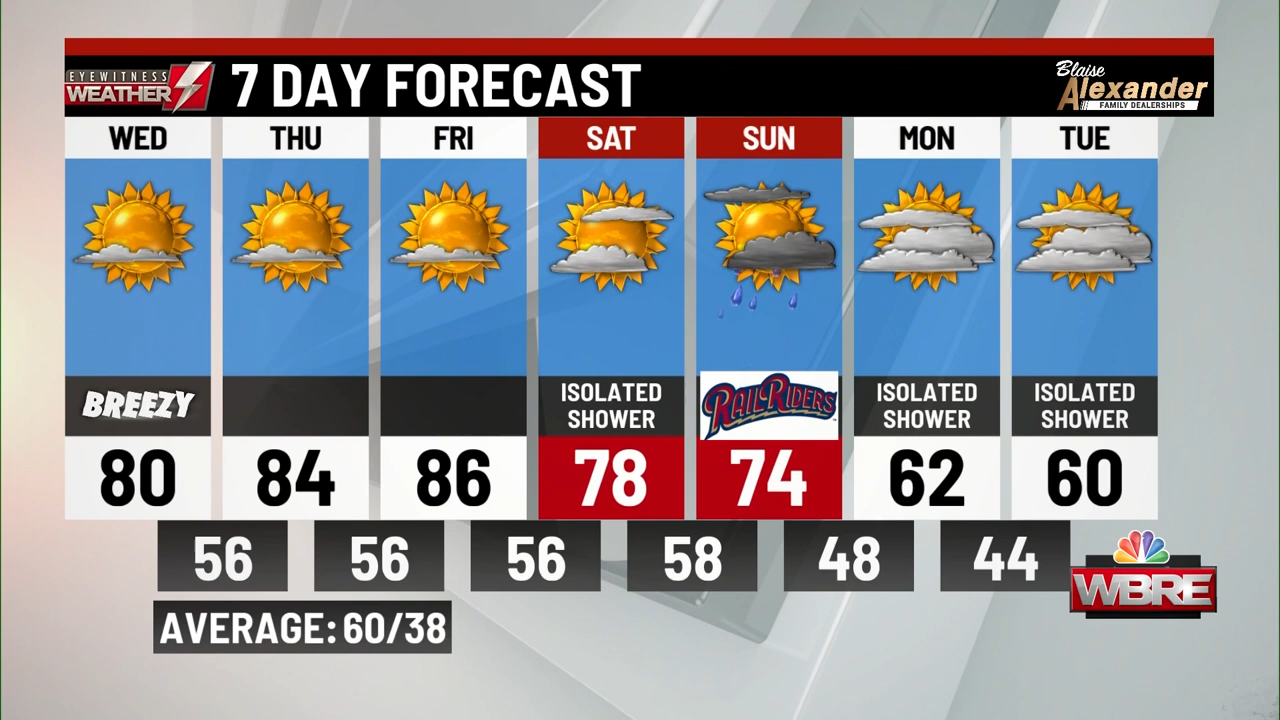 EYEWITNESS
WEATHER
7 DAY FORECAST
Blaise
Alexander
FAMILY DEALERSHIPS
WED THU FRI SAT SUN MON TUE
BREEZY
ISOLATED
SHOWER
RAILRIDERS
ISOLATED
SHOWER
ISOLATED
SHOWER
80 84 86 78 74 62 60
56 56 56 58 48 44
WBRE
AVERAGE: 60/38